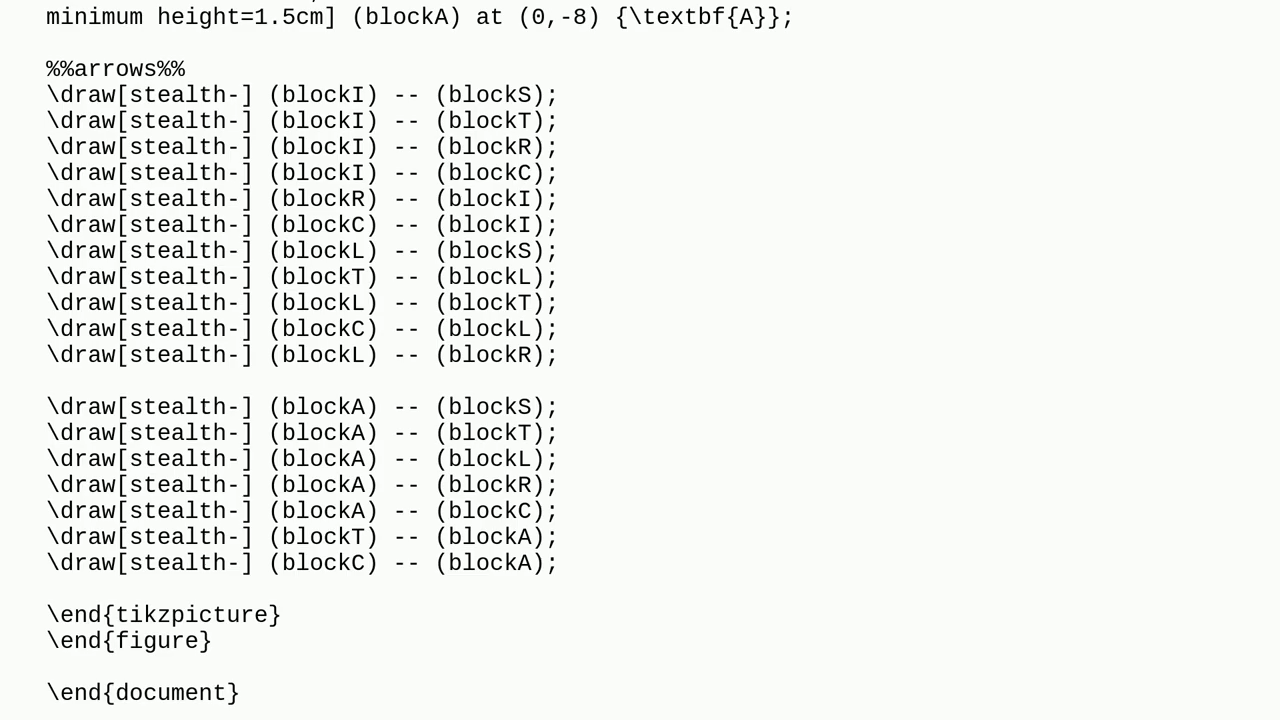 minimum height=1.5cm] (blockA) at (0,-8) {\textbf{A}};
%%arrows%%
\draw[stealth-] (blockI) -- (blockS);
\draw[stealth-] (blockI) -- (blockT);
\draw[stealth-] (blockI) -- (blockR);
\draw[stealth-] (blockI) -- (blockC);
\draw[stealth-] (blockR) -- (blockI);
\draw[stealth-] (blockC) -- (blockI);
\draw[stealth-] (blockL) -- (blockS);
\draw[stealth-] (blockT) -- (blockL);
\draw[stealth-] (blockL) -- (blockT);
\draw[stealth-] (blockC) -- (blockL);
\draw[stealth-] (blockL) -- (blockR);
\draw[stealth-] (blockA) -- (blockS);
\draw[stealth-] (blockA) -- (blockT);
\draw[stealth-] (blockA) -- (blockL);
\draw[stealth-] (blockA) -- (blockR);
\draw[stealth-] (blockA) -- (blockC);
\draw[stealth-] (blockT) -- (blockA);
\draw[stealth-] (blockC) -- (blockA);
\end{tikzpicture}
\end{figure}
\end{document}